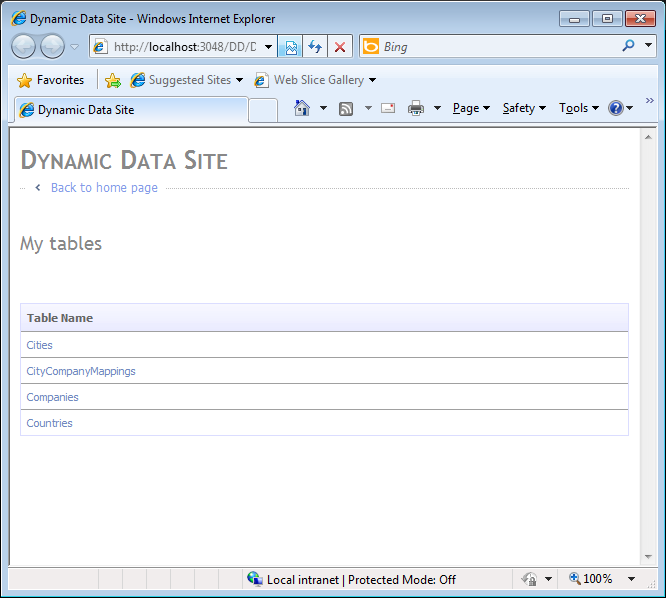 Dynamic Data Site - Windows Internet Explorer
http://localhost:3048/DD/D
Bing
Favorites
Suggested Sites
Web Slice Gallery
Dynamic Data Site
Page
Safety
Tools
DYNAMIC DATA SITE
Back to home page
My tables
Table Name
Cities
CityCompanyMappings
Companies
Countries
Local intranet | Protected Mode: Off
100%